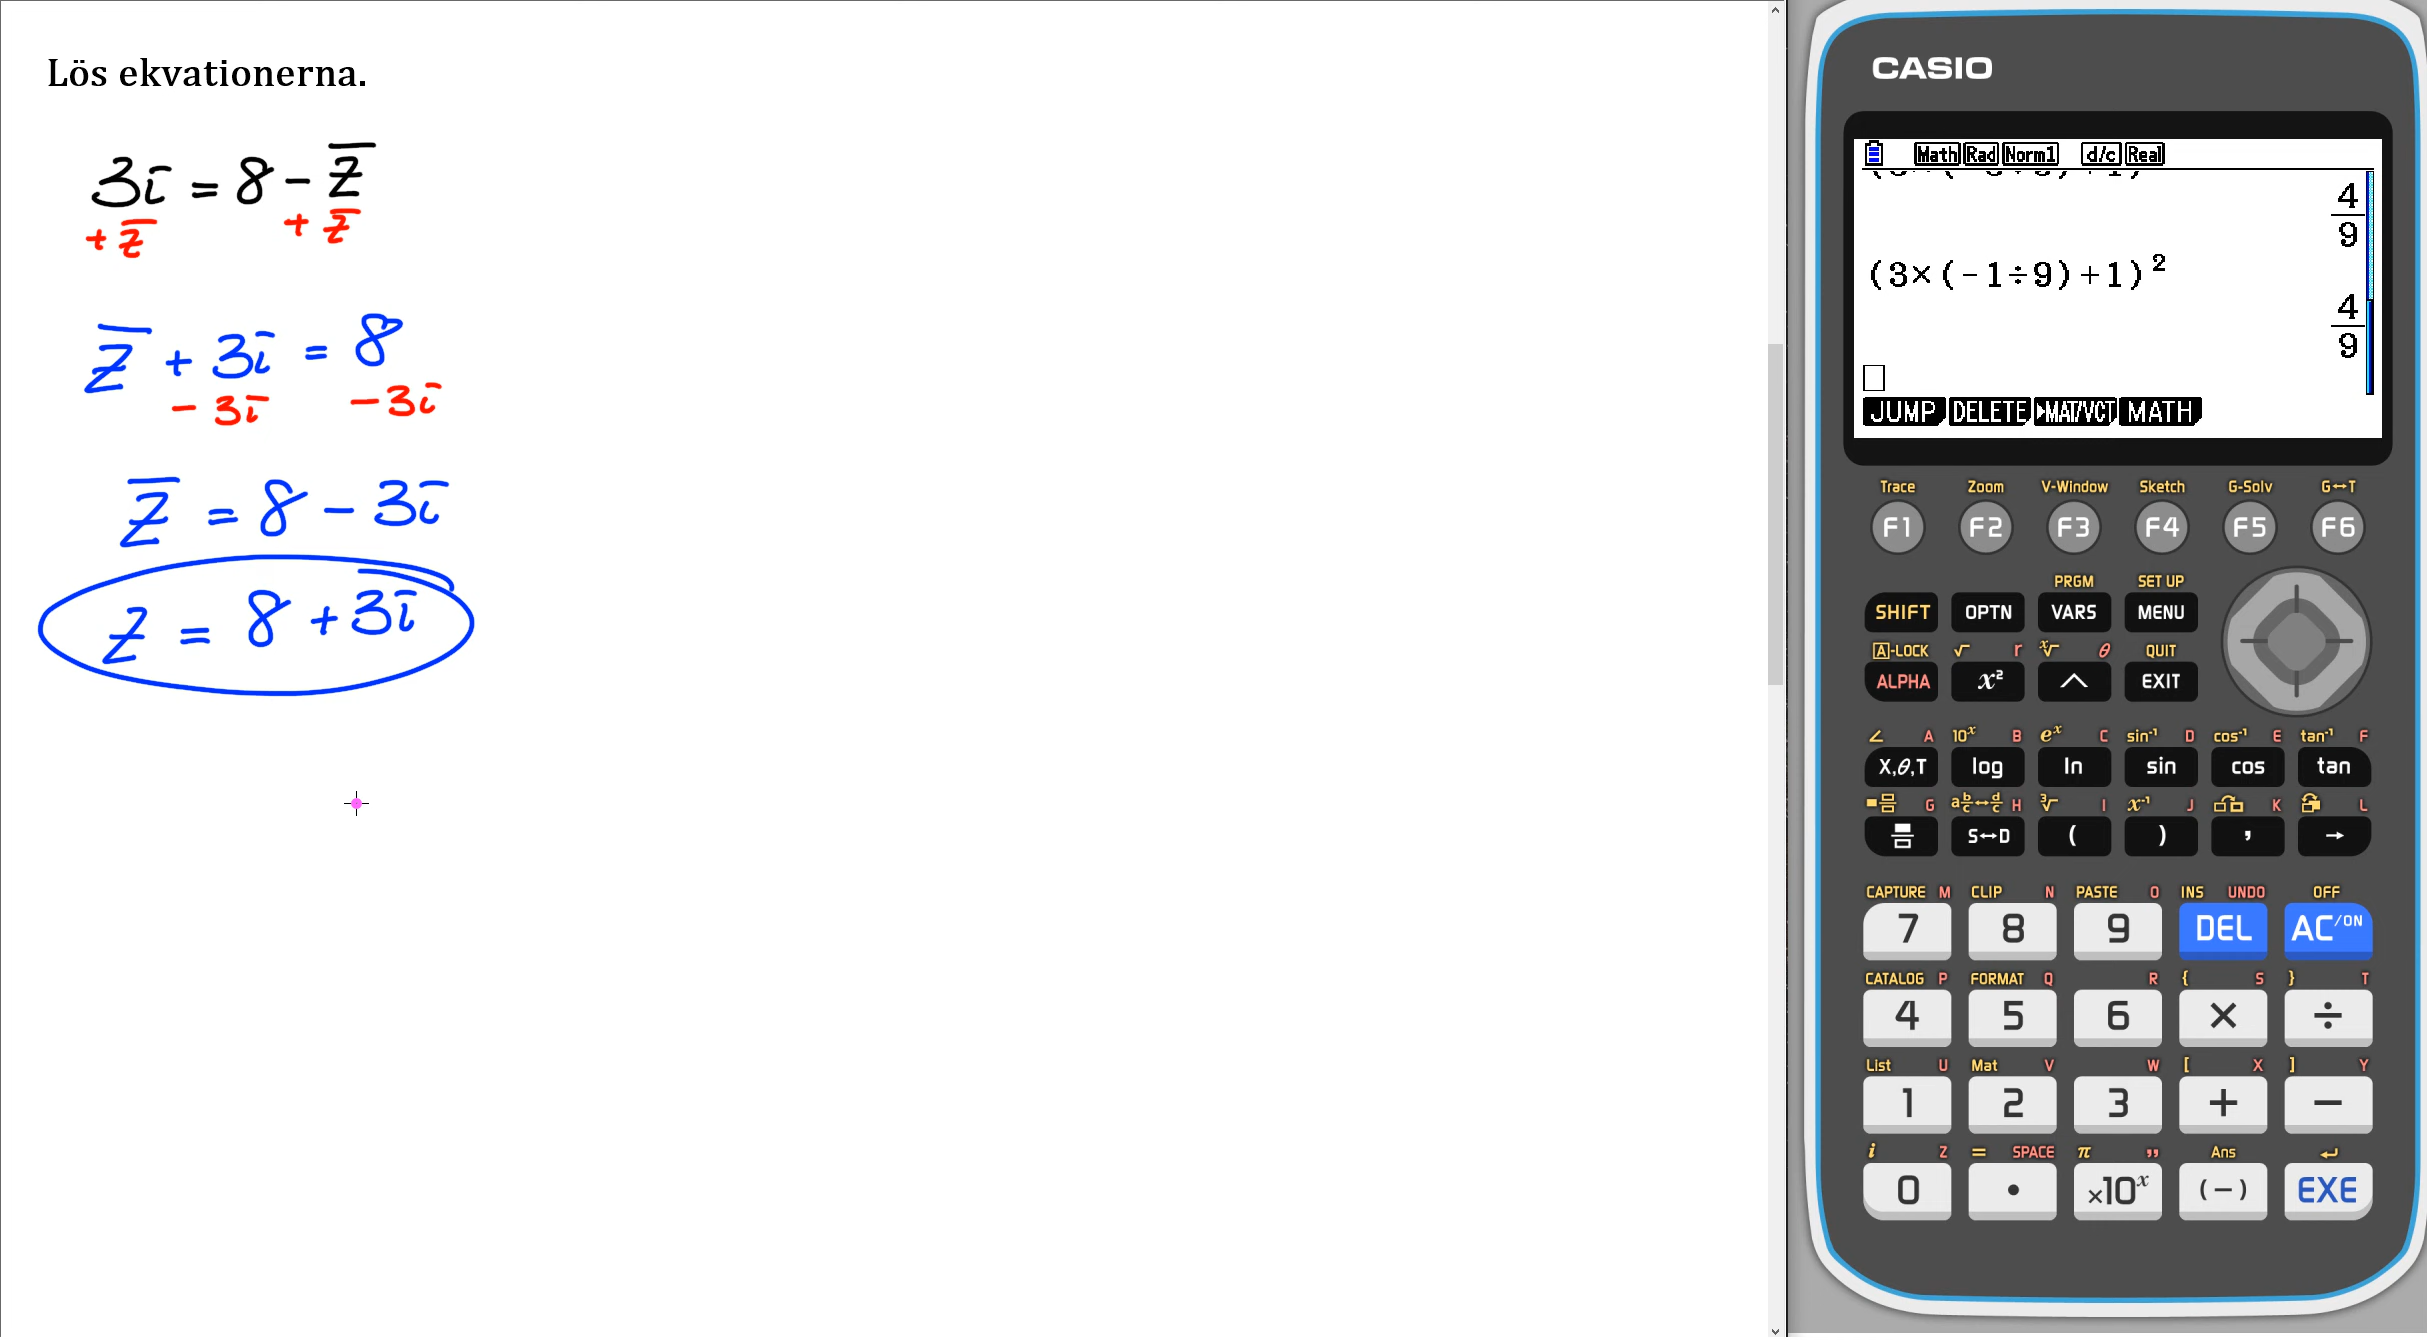 Lös ekvationerna.
3i = 8 - z̅
+ z̅ + z̅
z̅ + 3i = 8
- 3i - 3i
z̅ = 8 - 3i
z = 8 + 3i
CASIO
Math Rad Norm1 d/c Real
4
9
(3×(-1÷9)+1)²
4
9
JUMP DELETE ▶MAT/VCT MATH
Trace Zoom V-Window Sketch G-Solv G↔T
F1 F2 F3 F4 F5 F6
PRGM SET UP
SHIFT OPTN VARS MENU
A-LOCK √ r ˣ√ θ QUIT
ALPHA x² ^ EXIT
∠ A 10ˣ B eˣ C sin⁻¹ D cos⁻¹ E tan⁻¹ F
X,θ,T log ln sin cos tan
G a b/c↔d/c H ³√ I x⁻¹ J K L
S↔D ( ) , →
CAPTURE M CLIP N PASTE O INS UNDO OFF
7 8 9 DEL AC/ON
CATALOG P FORMAT Q R { S } T
4 5 6 × ÷
List U Mat V W [ X ] Y
1 2 3 + −
i Z = SPACE π " Ans ↵
0 • ×10ˣ (−) EXE